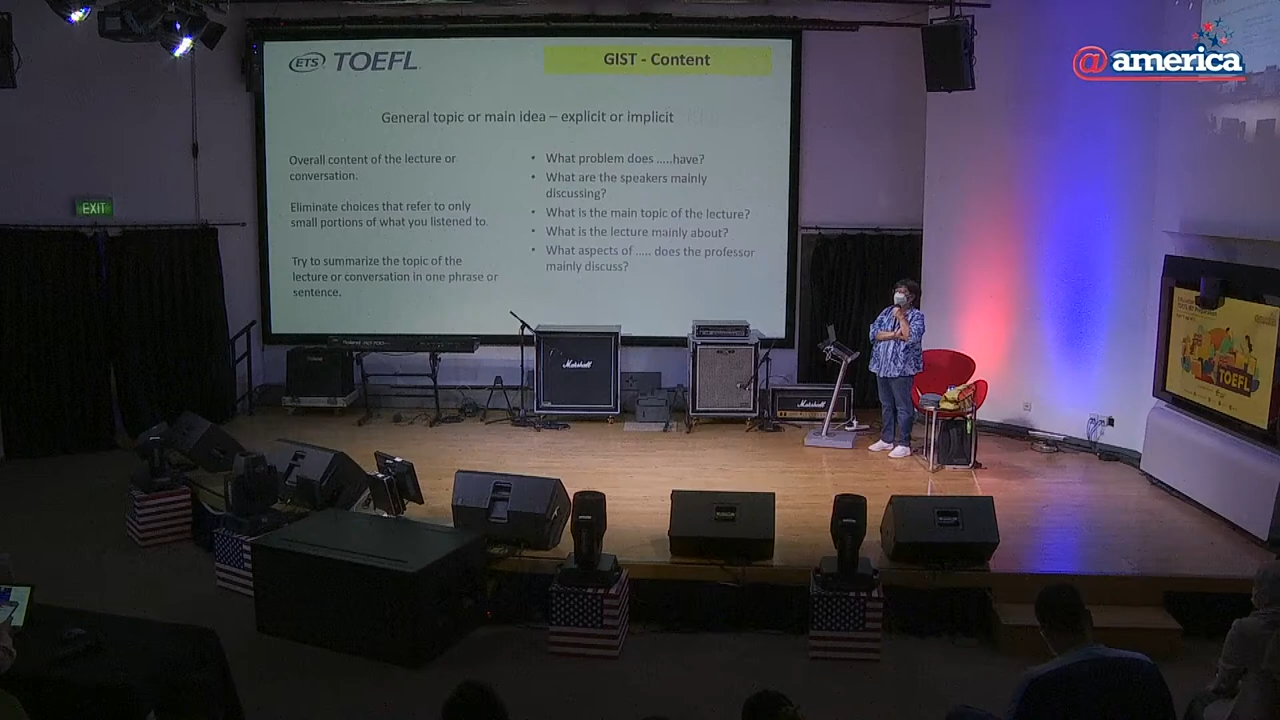 @america
ETS TOEFL
GIST - Content
General topic or main idea – explicit or implicit
Overall content of the lecture or
conversation.
Eliminate choices that refer to only
small portions of what you listened to.
Try to summarize the topic of the
lecture or conversation in one phrase or
sentence.
• What problem does .....have?
• What are the speakers mainly
discussing?
• What is the main topic of the lecture?
• What is the lecture mainly about?
• What aspects of ..... does the professor
mainly discuss?
EXIT
Roland
Marshall
Marshall
TOEFL